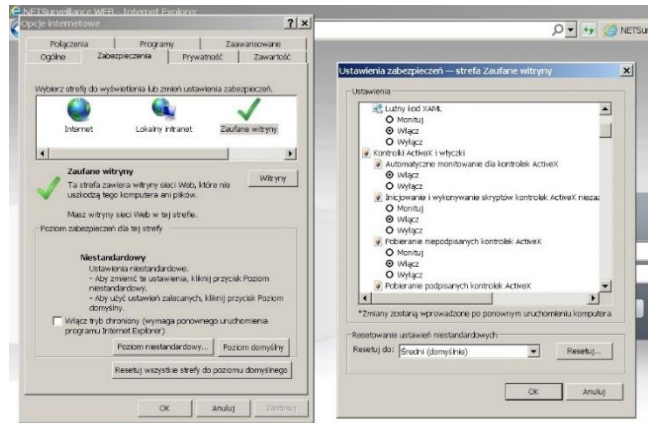 NETSurveillance WEB - Internet Explorer
Opcje internetowe
Połączenia
Programy
Zaawansowane
Ogólne
Zabezpieczenia
Prywatność
Zawartość
Wybierz strefę do wyświetlenia lub zmień ustawienia zabezpieczeń.
Internet
Lokalny intranet
Zaufane witryny
Zaufane witryny
Ta strefa zawiera witryny sieci Web, które nie
uszkodzą tego komputera ani plików.
Witryny
Masz witryny sieci Web w tej strefie.
Poziom zabezpieczeń dla tej strefy
Niestandardowy
Ustawienia niestandardowe.
- Aby zmienić te ustawienia, kliknij przycisk Poziom
niestandardowy.
- Aby użyć ustawień zalecanych, kliknij przycisk Poziom
domyślny.
Włącz tryb chroniony (wymaga ponownego uruchomienia
programu Internet Explorer)
Poziom niestandardowy...
Poziom domyślny
Resetuj wszystkie strefy do poziomu domyślnego
OK
Anuluj
Zastosuj
NETSur
Ustawienia zabezpieczeń — strefa Zaufane witryny
Ustawienia
Luźny kod XAML
Monituj
Włącz
Wyłącz
Kontrolki ActiveX i wtyczki
Automatyczne monitowanie dla kontrolek ActiveX
Włącz
Wyłącz
Inicjowanie i wykonywanie skryptów kontrolek ActiveX niezaz
Monituj
Włącz
Wyłącz
Pobieranie niepodpisanych kontrolek ActiveX
Monituj
Włącz
Wyłącz
Pobieranie podpisanych kontrolek ActiveX
*Zmiany zostaną wprowadzone po ponownym uruchomieniu komputera
Resetowanie ustawień niestandardowych
Resetuj do:
Średni (domyślnie)
Resetuj...
OK
Anuluj